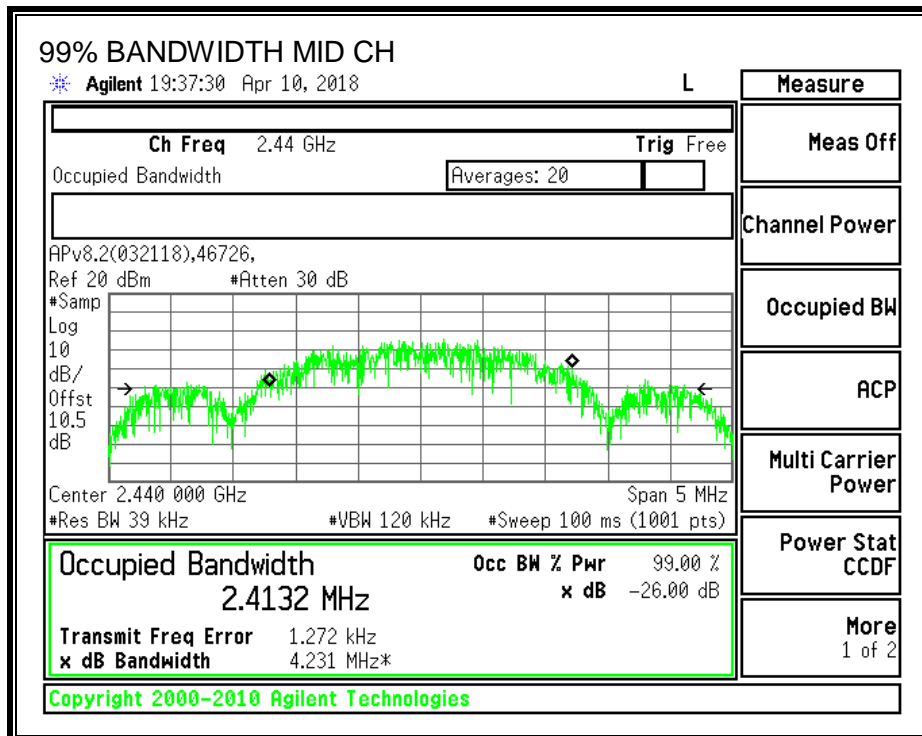 99% BANDWIDTH MID CH
Agilent 19:37:30 Apr 10, 2018 L
Measure
Ch Freq 2.44 GHz Trig Free
Meas Off
Occupied Bandwidth Averages: 20
Channel Power
APv8.2(032118),46726,
Ref 20 dBm #Atten 30 dB
#Samp
Log
10
dB/
Offst
10.5
dB
Occupied BW
ACP
Multi Carrier
Power
Center 2.440 000 GHz Span 5 MHz
#Res BW 39 kHz #VBW 120 kHz #Sweep 100 ms (1001 pts)
Power Stat
CCDF
Occupied Bandwidth Occ BW % Pwr 99.00 %
2.4132 MHz x dB -26.00 dB
Transmit Freq Error 1.272 kHz
x dB Bandwidth 4.231 MHz*
More
1 of 2
Copyright 2000-2010 Agilent Technologies